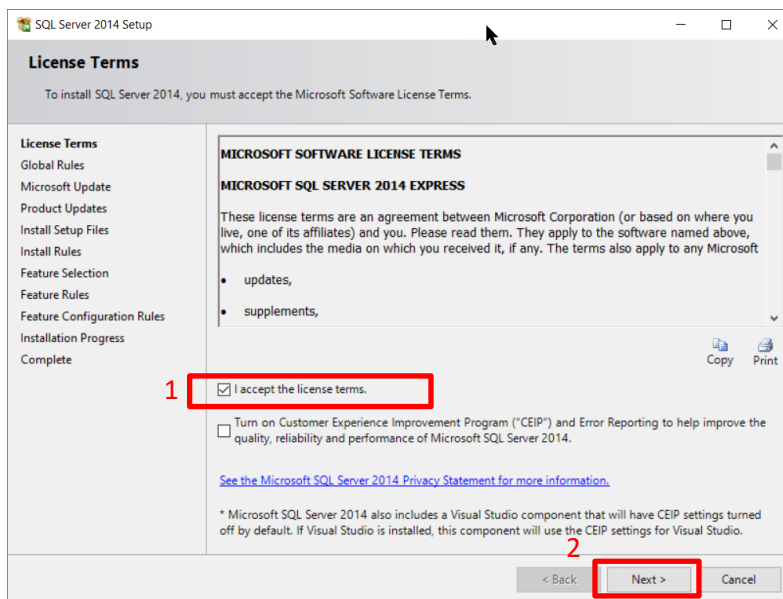 SQL Server 2014 Setup
License Terms
To install SQL Server 2014, you must accept the Microsoft Software License Terms.
License Terms
Global Rules
Microsoft Update
Product Updates
Install Setup Files
Install Rules
Feature Selection
Feature Rules
Feature Configuration Rules
Installation Progress
Complete
MICROSOFT SOFTWARE LICENSE TERMS
MICROSOFT SQL SERVER 2014 EXPRESS
These license terms are an agreement between Microsoft Corporation (or based on where you
live, one of its affiliates) and you. Please read them. They apply to the software named above,
which includes the media on which you received it, if any. The terms also apply to any Microsoft
• updates,
• supplements,
Copy Print
1
I accept the license terms.
Turn on Customer Experience Improvement Program ("CEIP") and Error Reporting to help improve the
quality, reliability and performance of Microsoft SQL Server 2014.
See the Microsoft SQL Server 2014 Privacy Statement for more information.
* Microsoft SQL Server 2014 also includes a Visual Studio component that will have CEIP settings turned
off by default. If Visual Studio is installed, this component will use the CEIP settings for Visual Studio.
2
< Back Next > Cancel